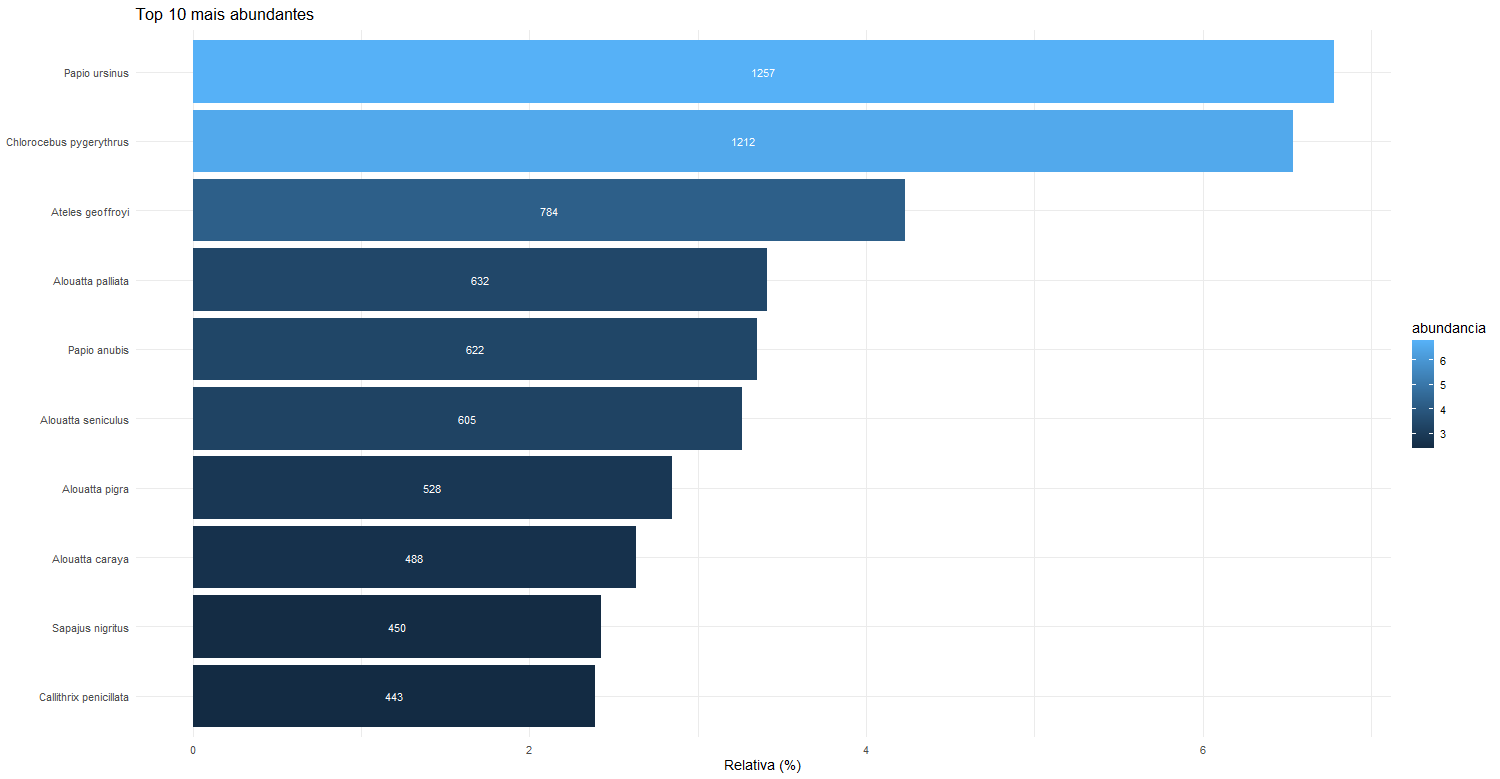 Top 10 mais abundantes
Papio ursinus
1257
Chlorocebus pygerythrus
1212
Ateles geoffroyi
784
Alouatta palliata
632
Papio anubis
622
Alouatta seniculus
605
Alouatta pigra
528
Alouatta caraya
488
Sapajus nigritus
450
Callithrix penicillata
443
0 2 4 6
Relativa (%)
abundancia
6
5
4
3